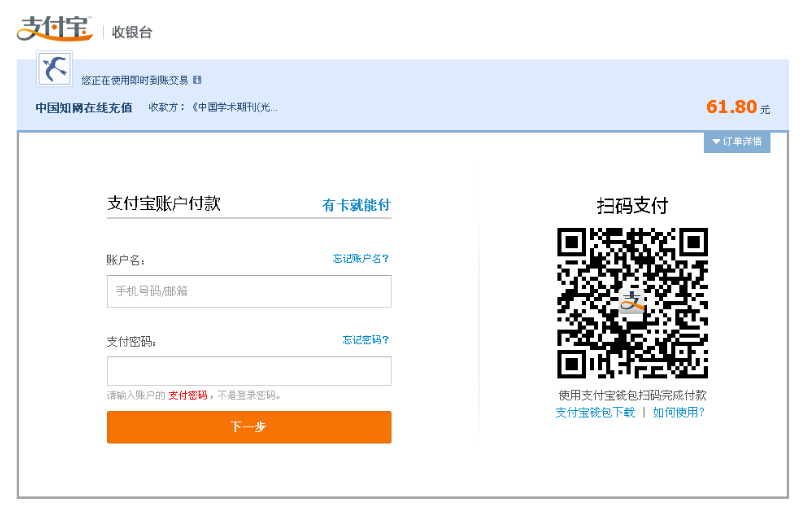 支付宝 收银台
您正在使用即时到账交易
中国知网在线充值 收款方：《中国学术期刊(光...
61.80 元
订单详情
支付宝账户付款 有卡就能付
账户名： 忘记账户名？
手机号码/邮箱
支付密码： 忘记密码？
请输入账户的 支付密码，不是登录密码。
下一步
扫码支付
支
使用支付宝钱包扫码完成付款
支付宝钱包下载 | 如何使用？